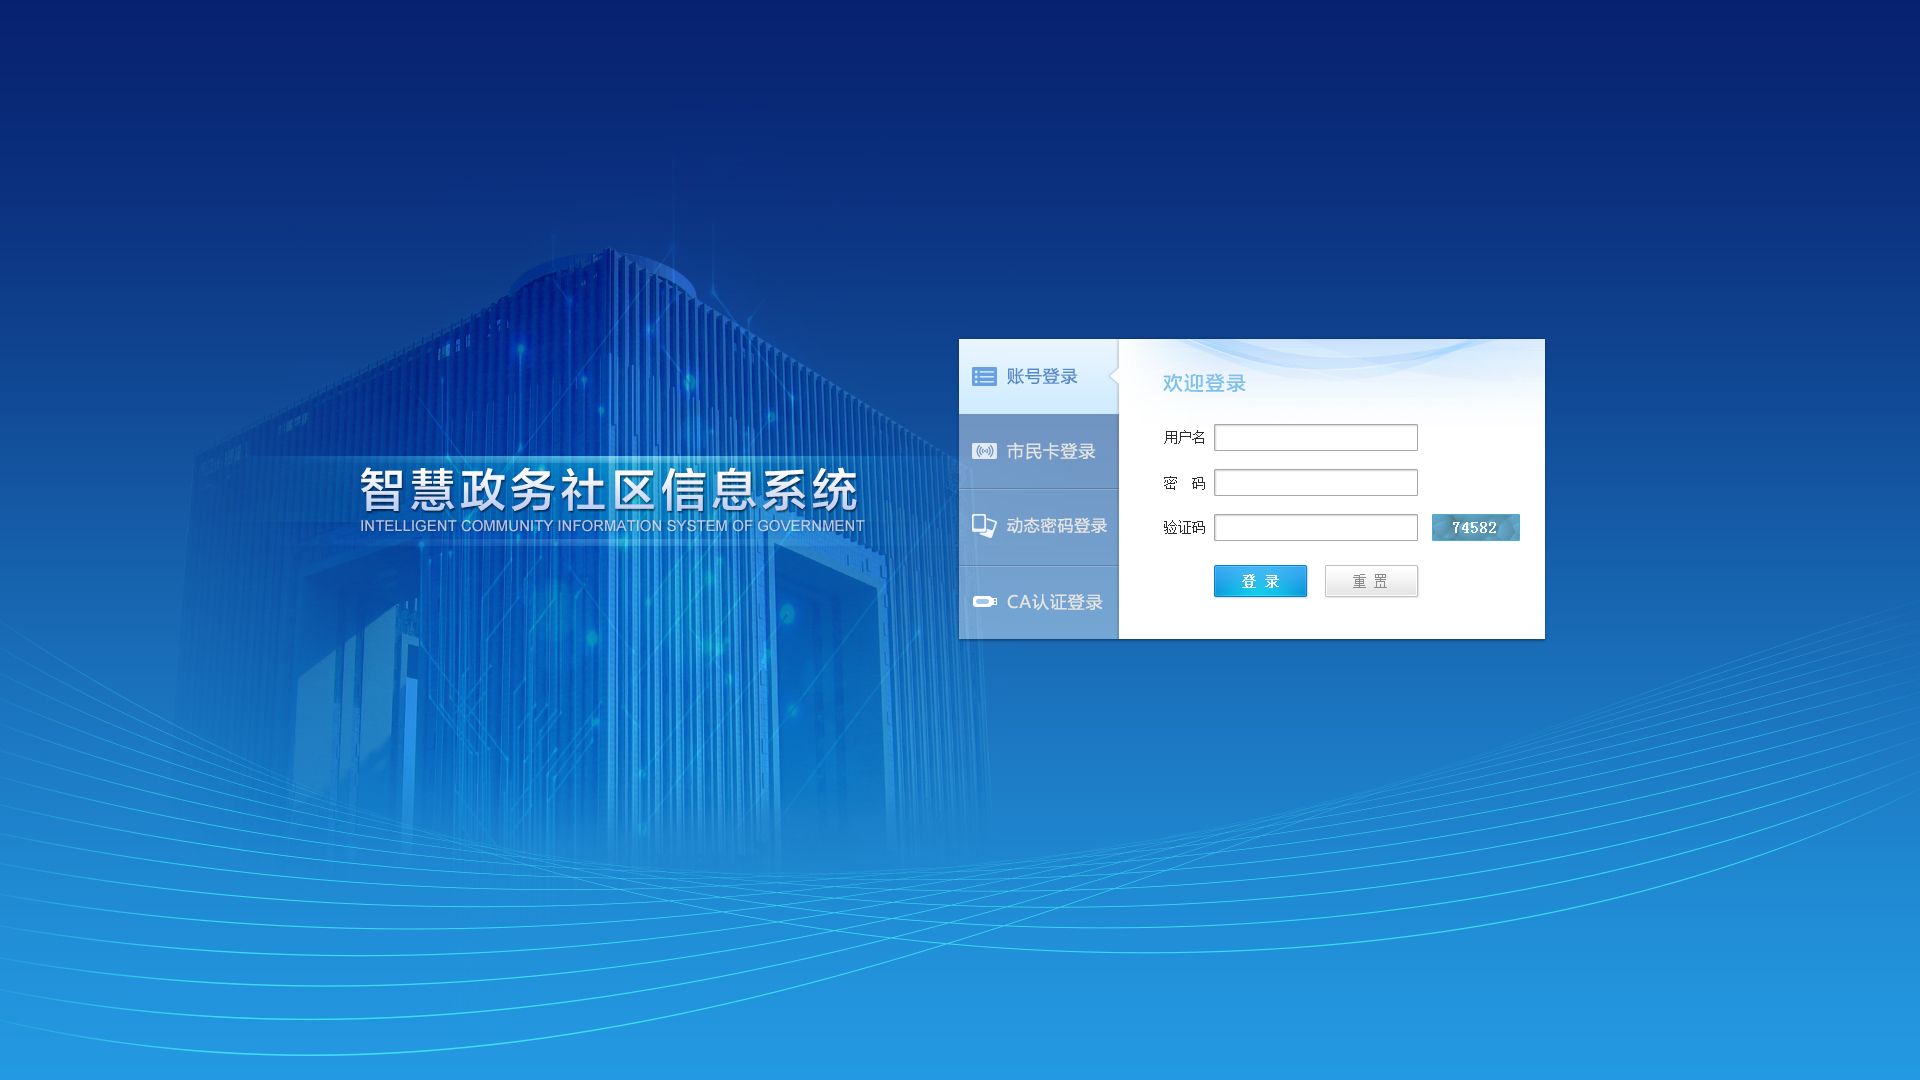 智慧政务社区信息系统
INTELLIGENT COMMUNITY INFORMATION SYSTEM OF GOVERNMENT
账号登录
市民卡登录
动态密码登录
CA认证登录
欢迎登录
用户名
密 码
验证码 74582
登 录 重 置